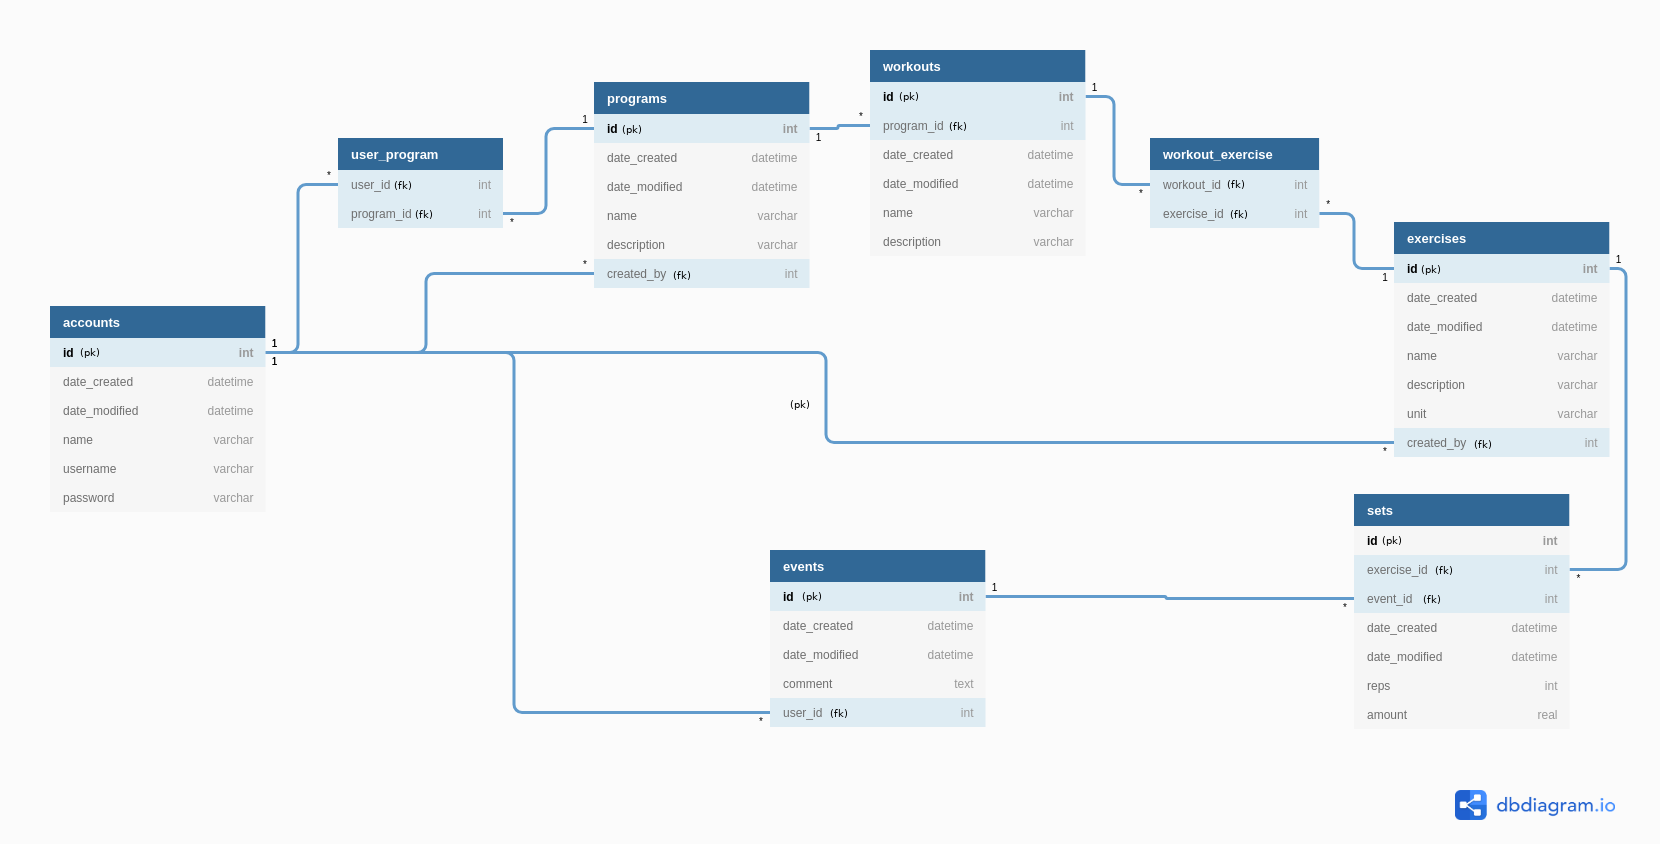 accounts
id (pk) int
date_created datetime
date_modified datetime
name varchar
username varchar
password varchar
1
1
user_program
user_id (fk) int
program_id (fk) int
*
*
programs
id (pk) int
date_created datetime
date_modified datetime
name varchar
description varchar
created_by (fk) int
1
1
*
workouts
id (pk) int
program_id (fk) int
date_created datetime
date_modified datetime
name varchar
description varchar
1
*
workout_exercise
workout_id (fk) int
exercise_id (fk) int
*
*
exercises
id (pk) int
date_created datetime
date_modified datetime
name varchar
description varchar
unit varchar
created_by (fk) int
1
1
*
(pk)
events
id (pk) int
date_created datetime
date_modified datetime
comment text
user_id (fk) int
1
*
sets
id (pk) int
exercise_id (fk) int
event_id (fk) int
date_created datetime
date_modified datetime
reps int
amount real
*
*
dbdiagram.io